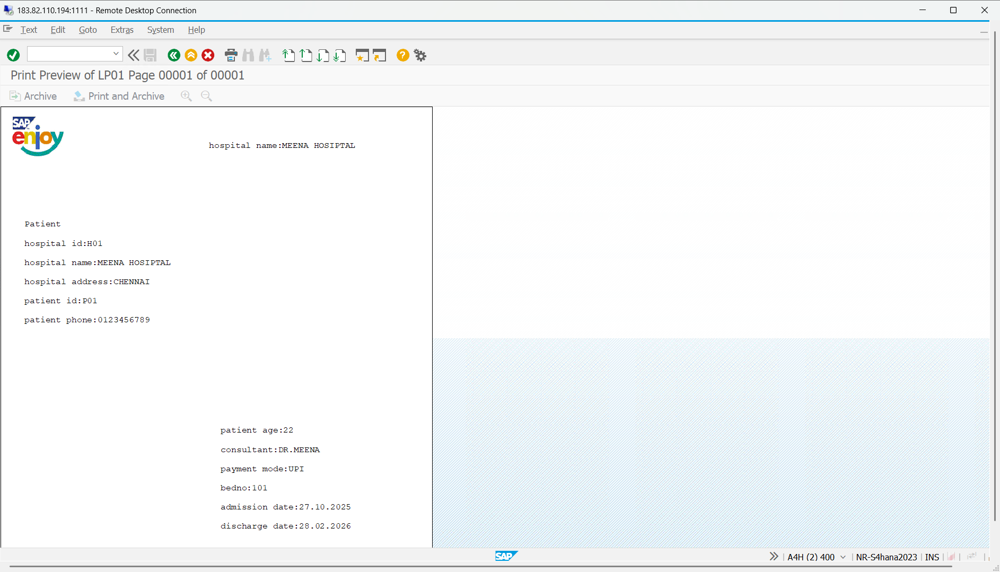 183.82.110.194:1111 - Remote Desktop Connection
Text Edit Goto Extras System Help
Print Preview of LP01 Page 00001 of 00001
Archive Print and Archive
SAP
enjoy
hospital name:MEENA HOSIPTAL
Patient
hospital id:H01
hospital name:MEENA HOSIPTAL
hospital address:CHENNAI
patient id:P01
patient phone:0123456789
patient age:22
consultant:DR.MEENA
payment mode:UPI
bedno:101
admission date:27.10.2025
discharge date:28.02.2026
SAP
A4H (2) 400 NR-S4hana2023 INS